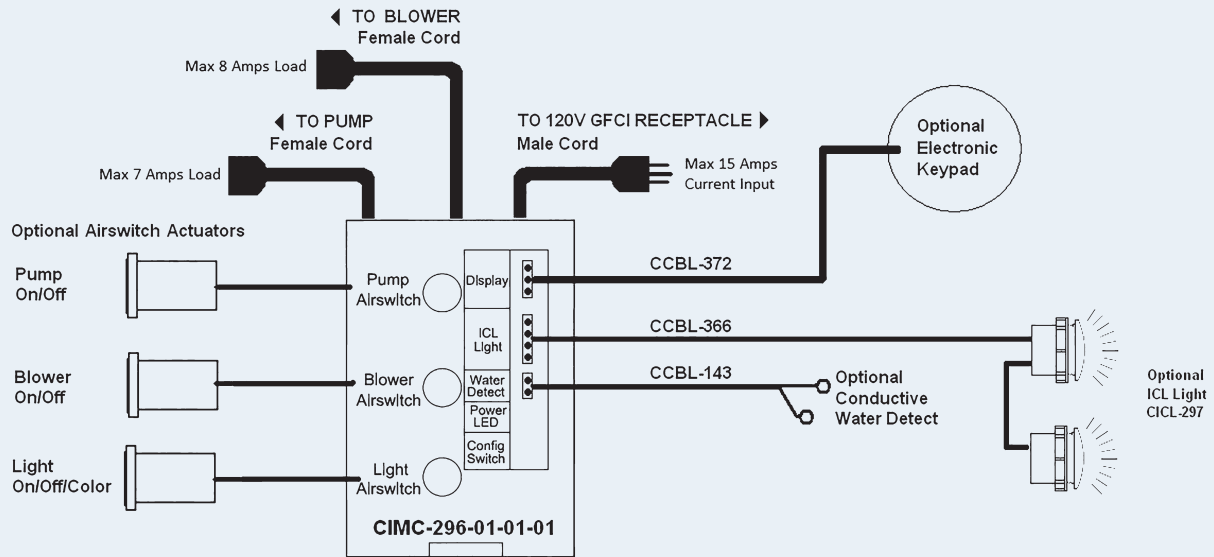 TO BLOWER
Female Cord
Max 8 Amps Load
TO PUMP
Female Cord
Max 7 Amps Load
TO 120V GFCI RECEPTACLE
Male Cord
Max 15 Amps
Current Input
Optional
Electronic
Keypad
Optional Airswitch Actuators
Pump
On/Off
Pump
Airswitch
Display
CCBL-372
ICL
Light
CCBL-366
Blower
On/Off
Blower
Airswitch
Water
Detect
CCBL-143
Optional
Conductive
Water Detect
Optional
ICL Light
CICL-297
Power
LED
Config
Switch
Light
On/Off/Color
Light
Airswitch
CIMC-296-01-01-01